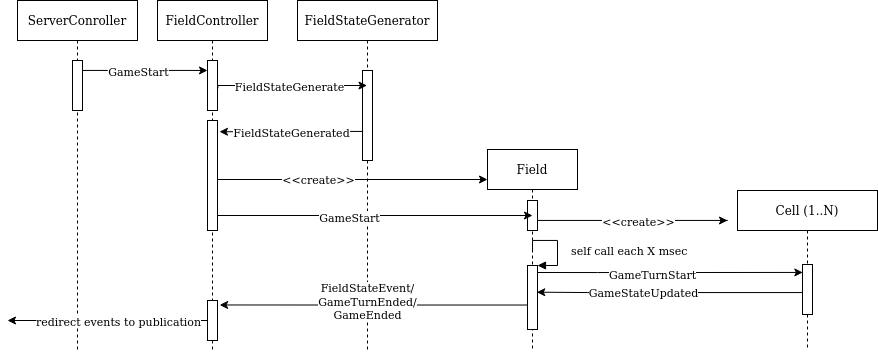 ServerConroller
FieldController
FieldStateGenerator
GameStart
FieldStateGenerate
FieldStateGenerated
Field
<<create>>
Cell (1..N)
GameStart
<<create>>
self call each X msec
GameTurnStart
FieldStateEvent/
GameTurnEnded/
GameEnded
GameStateUpdated
redirect events to publication